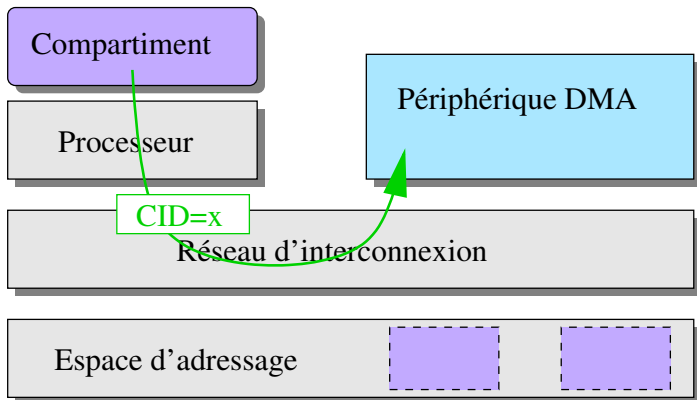 Compartiment
Périphérique DMA
Processeur
CID=x
Réseau d'interconnexion
Espace d'adressage